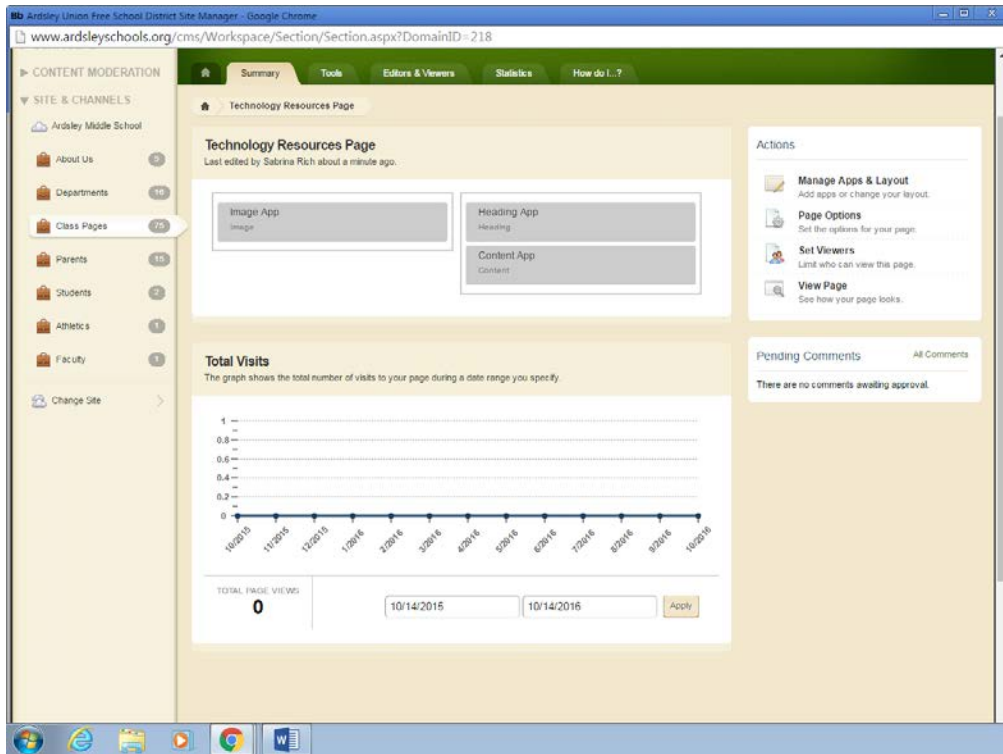 Bb Ardsley Union Free School District Site Manager - Google Chrome
www.ardsleyschools.org/cms/Workspace/Section/Section.aspx?DomainID=218
CONTENT MODERATION
SITE & CHANNELS
Ardsley Middle School
About Us 5
Departments 16
Class Pages 75
Parents 15
Students 2
Athletics 1
Faculty 1
Change Site
Summary Tools Editors & Viewers Statistics How do I...?
Technology Resources Page
Technology Resources Page
Last edited by Sabrina Rich about a minute ago.
Image App
Image
Heading App
Heading
Content App
Content
Total Visits
The graph shows the total number of visits to your page during a date range you specify.
1
0.8
0.6
0.4
0.2
0
10/2015 11/2015 12/2015 1/2016 2/2016 3/2016 4/2016 5/2016 6/2016 7/2016 8/2016 9/2016 10/2016
TOTAL PAGE VIEWS
0
10/14/2015 10/14/2016 Apply
Actions
Manage Apps & Layout
Add apps or change your layout.
Page Options
Set the options for your page.
Set Viewers
Limit who can view this page.
View Page
See how your page looks.
Pending Comments All Comments
There are no comments awaiting approval.